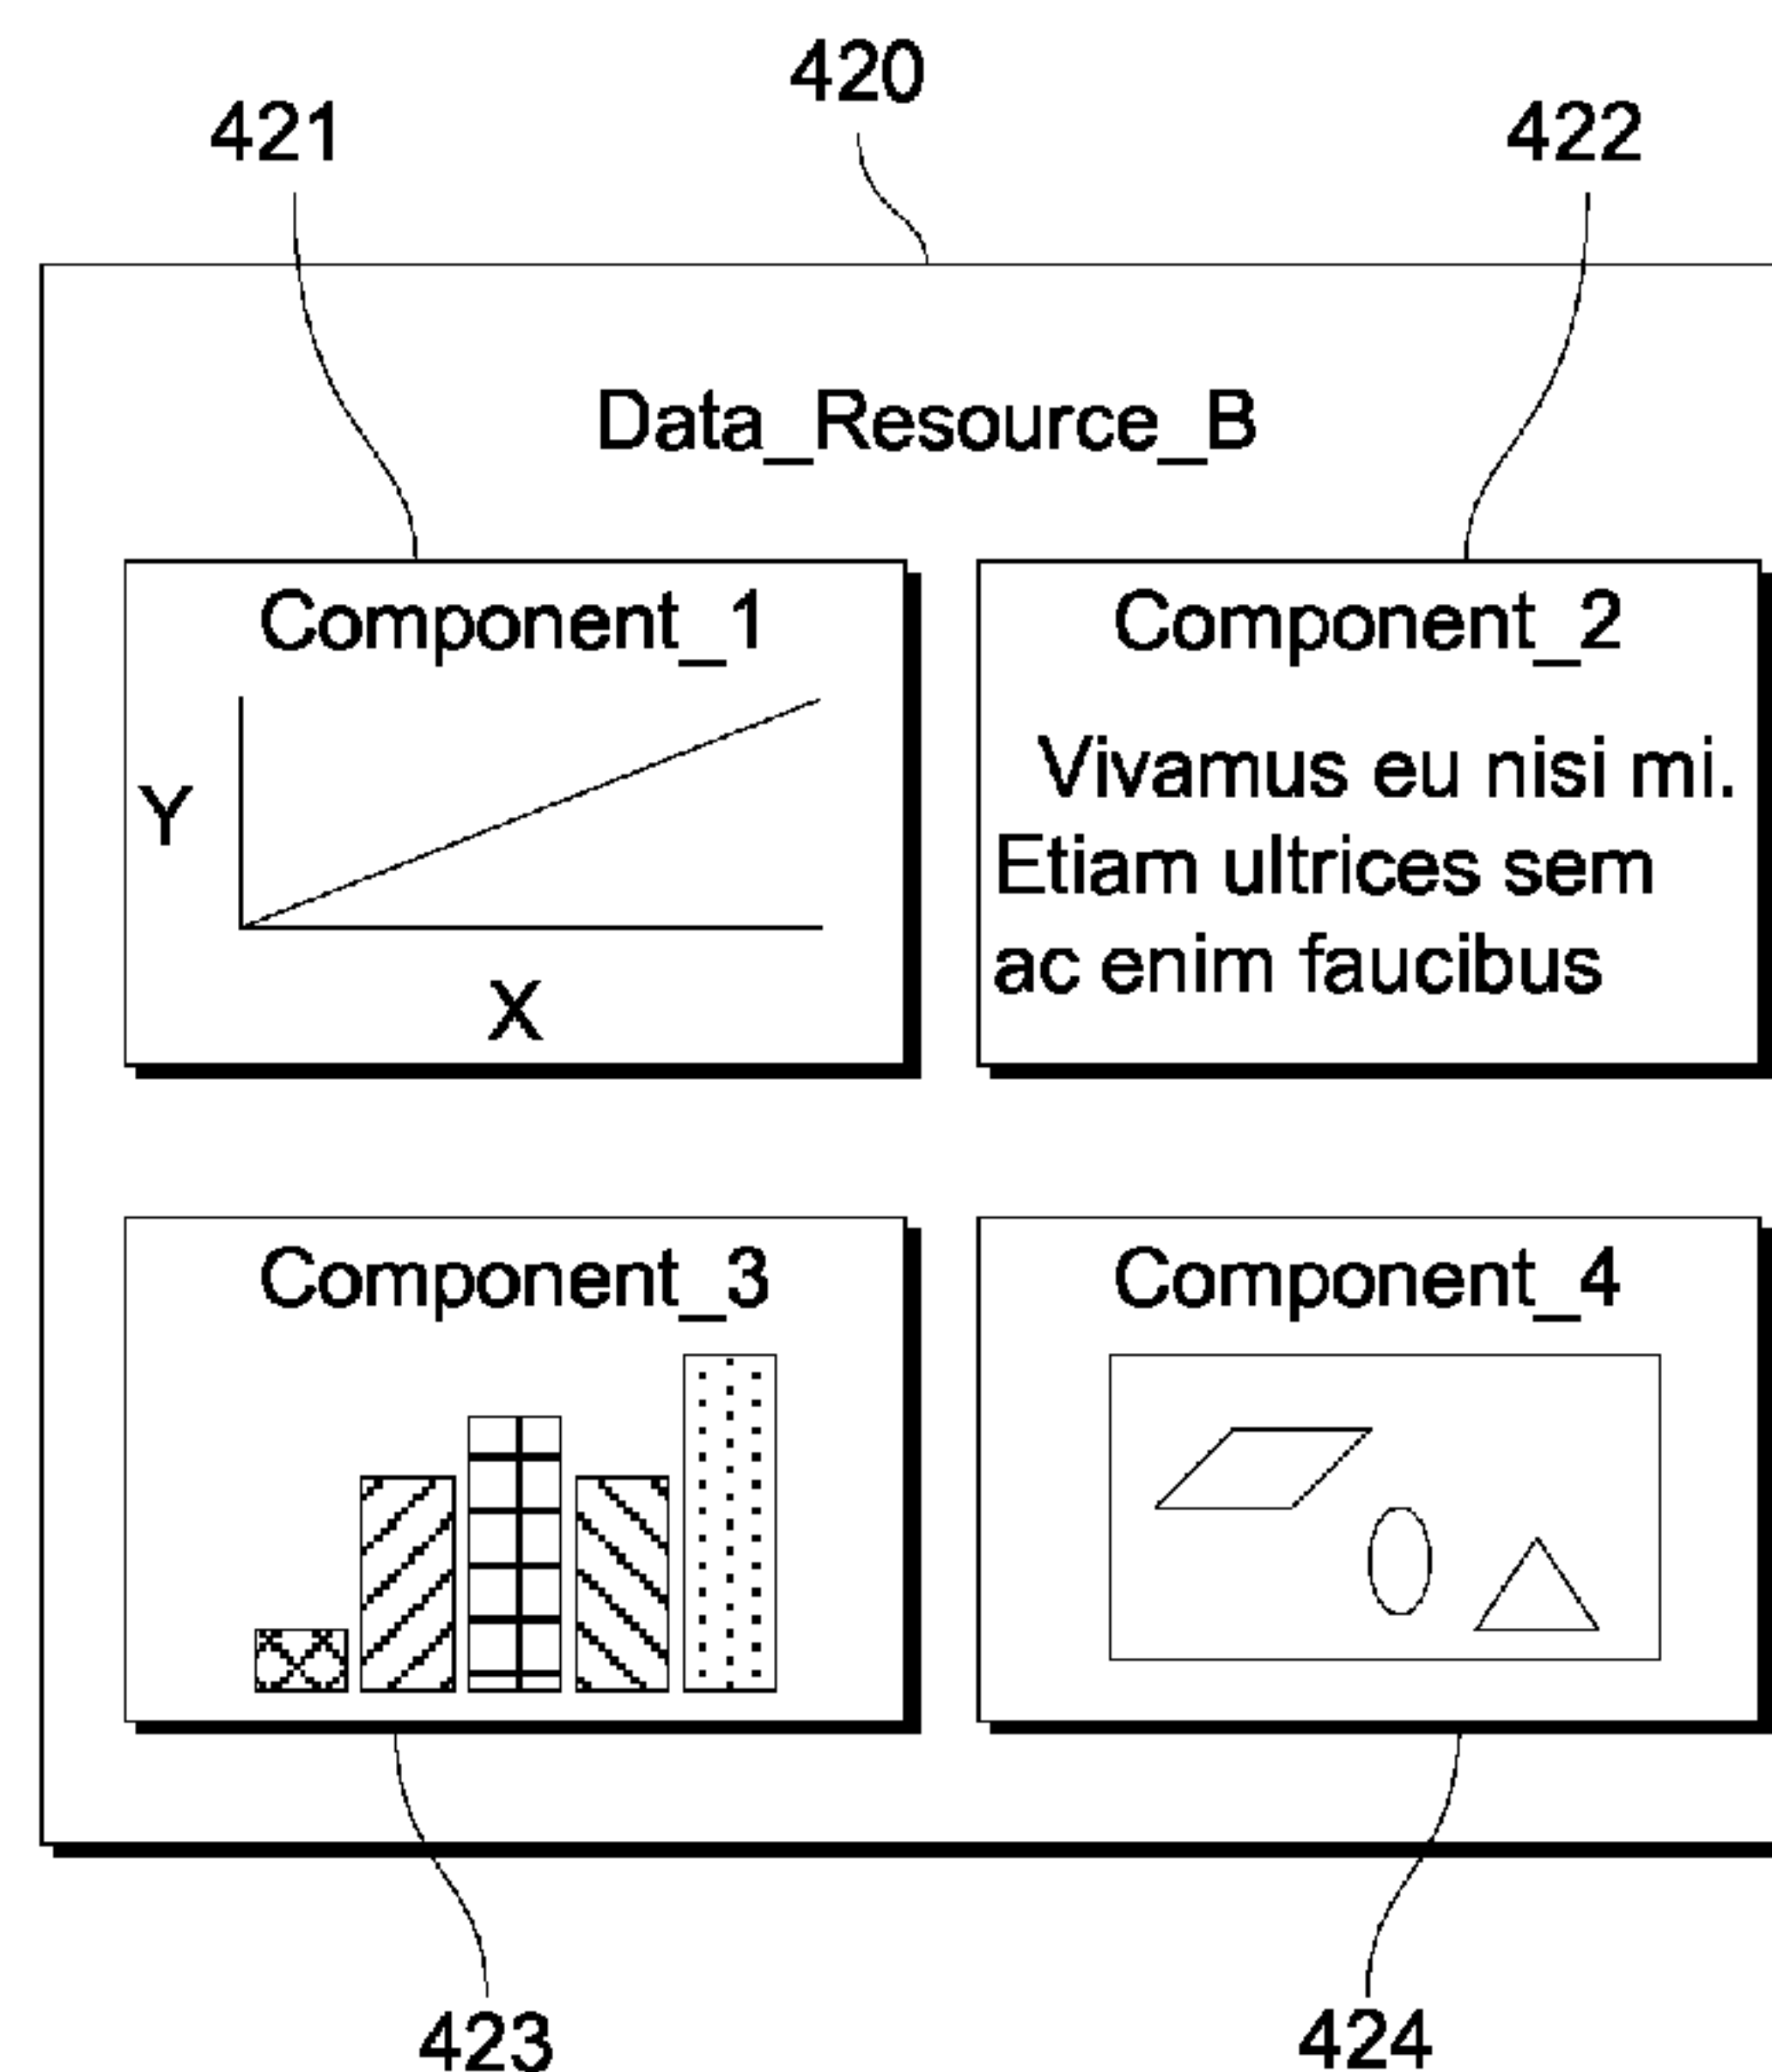 420
421
422
Data_Resource_B
Component_1
Y
X
Component_2
Vivamus eu nisi mi.
Etiam ultrices sem
ac enim faucibus
Component_3
Component_4
423
424